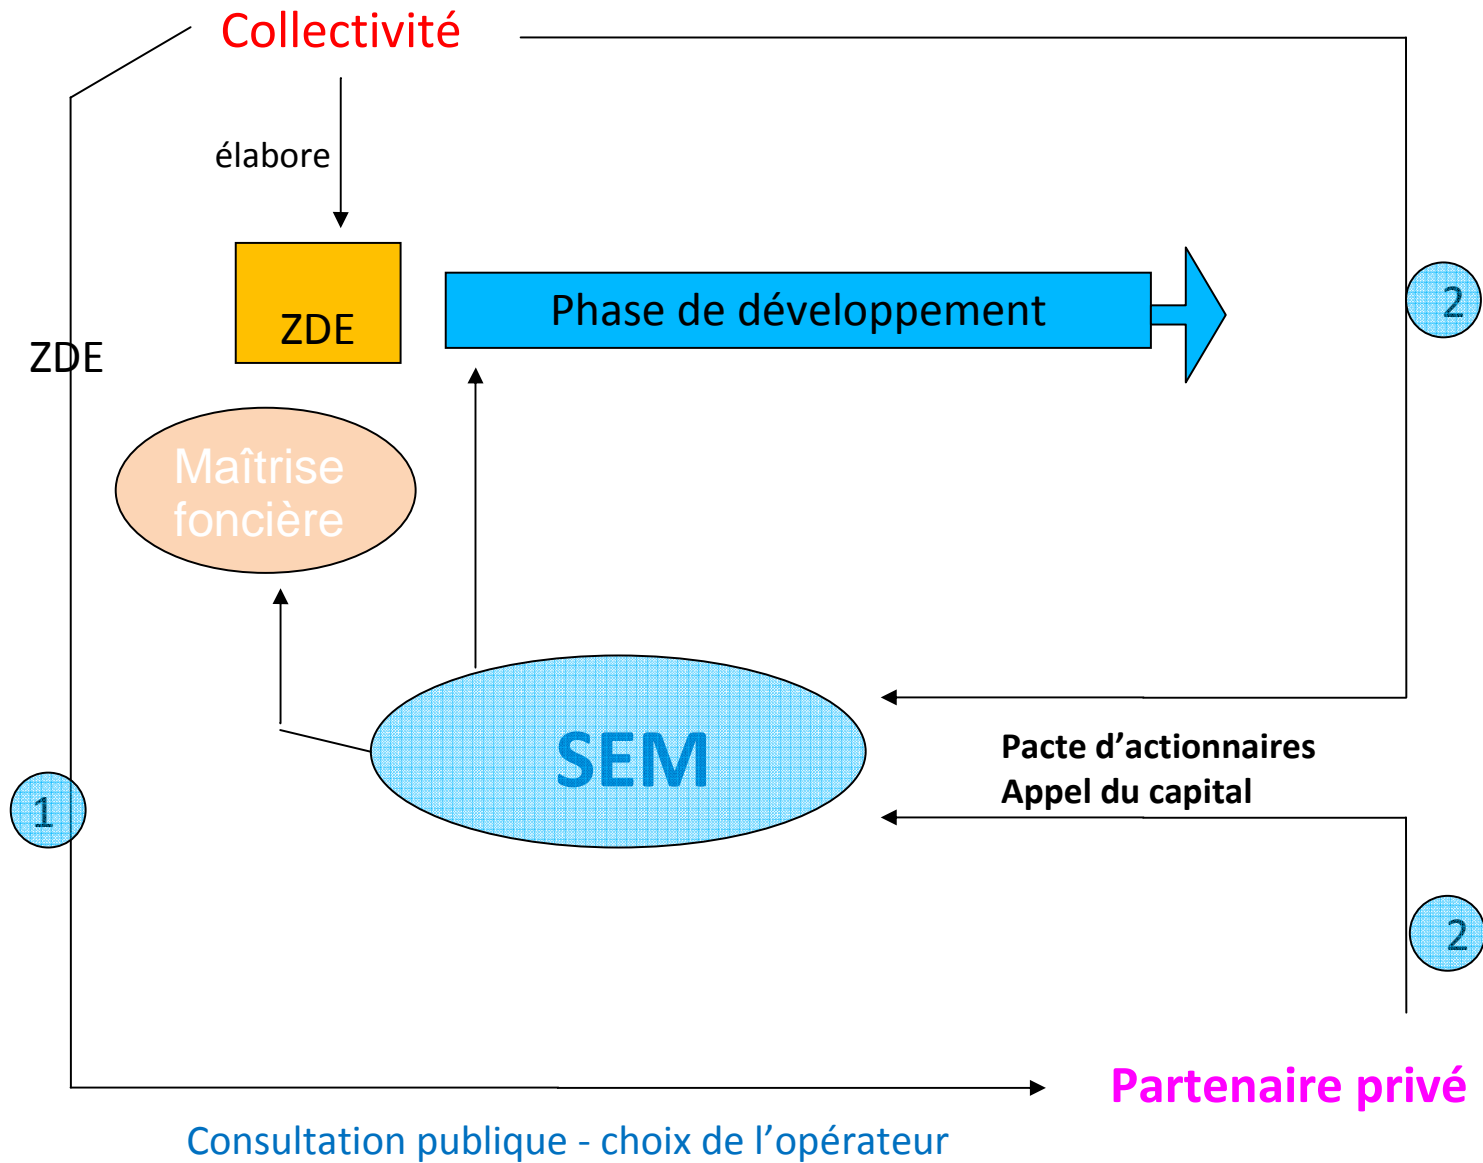 Collectivité
élabore
ZDE
Phase de développement
2
ZDE
Maîtrise
foncière
SEM
Pacte d’actionnaires
Appel du capital
1
2
Partenaire privé
Consultation publique - choix de l’opérateur